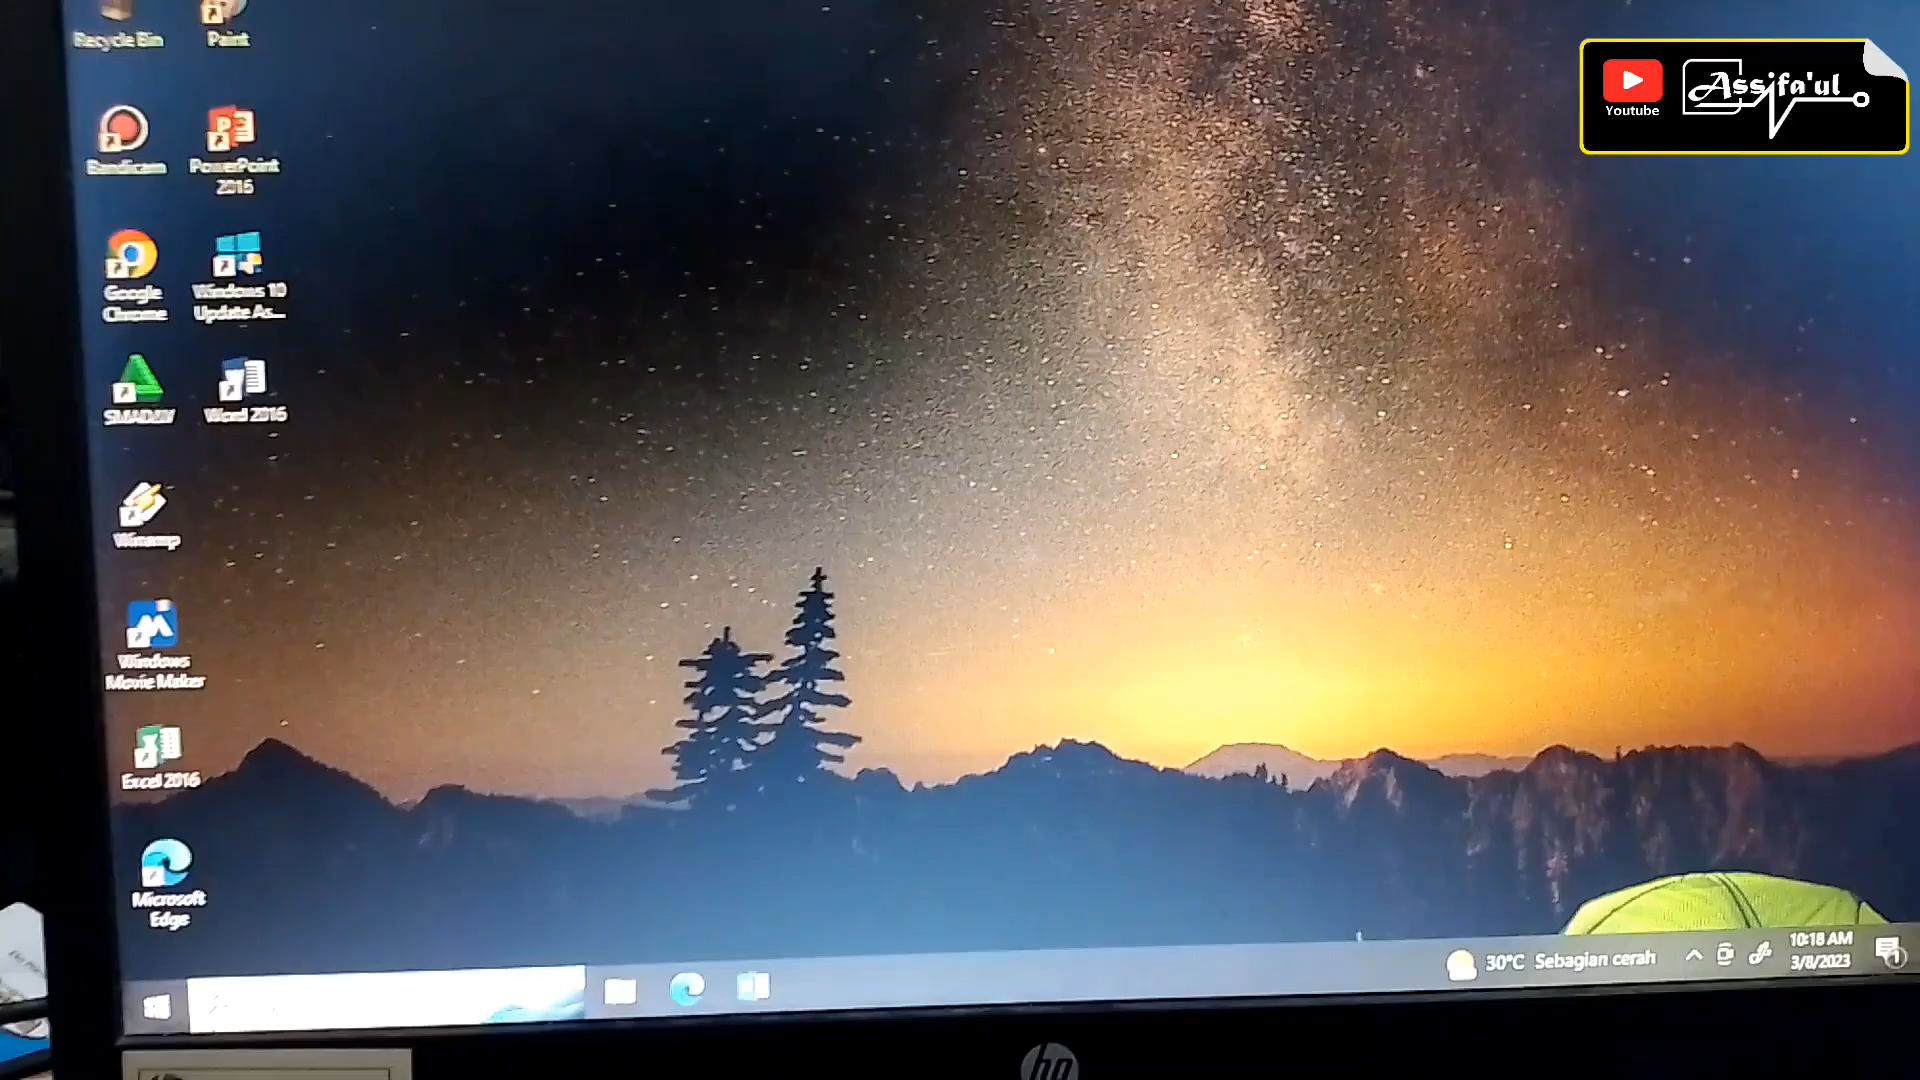 Recycle Bin
Paint
Youtube
Assifa'ul
Bandicam
PowerPoint
2016
Google
Chrome
Windows 10
Update As...
SMADAV
Word 2016
Winamp
Windows
Movie Maker
Excel 2016
Microsoft
Edge
30°C Sebagian cerah
10:18 AM
3/8/2023
1
hp